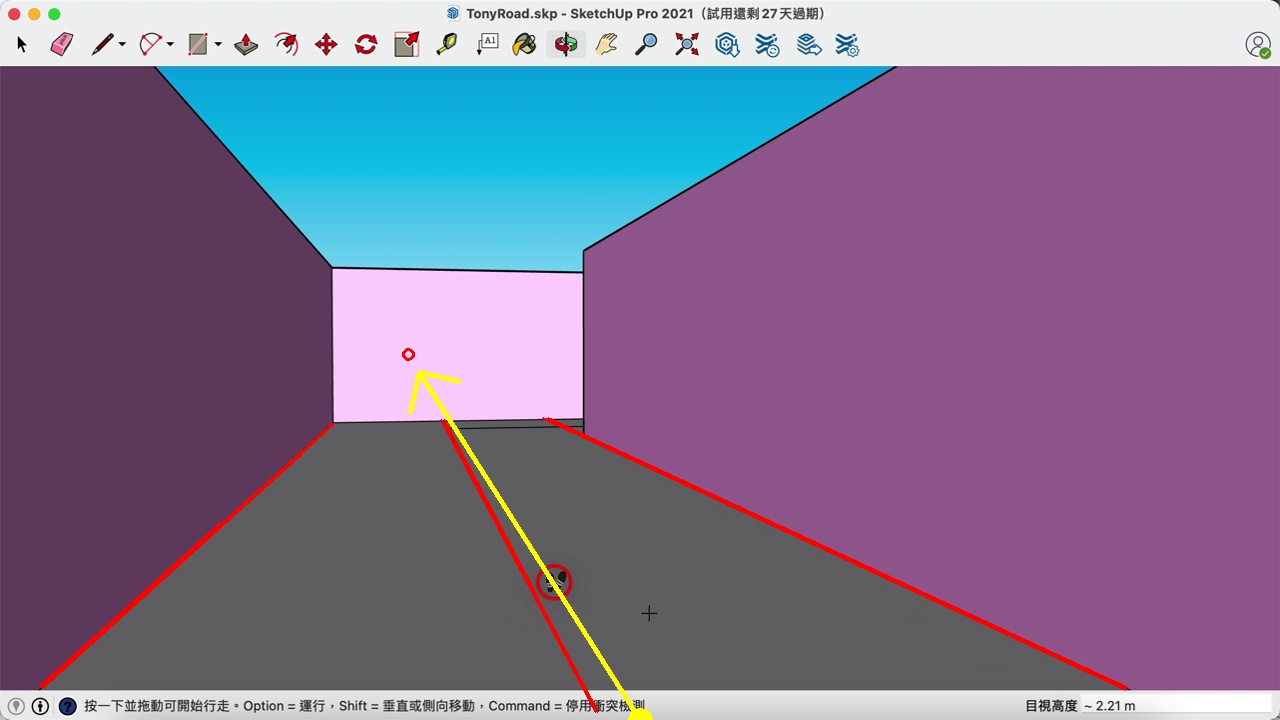 TonyRoad.skp - SketchUp Pro 2021（試用還剩 27 天過期）
A1
按一下並拖動可開始行走。Option = 運行，Shift = 垂直或側向移動，Command = 停用衝突檢測
目視高度 ~ 2.21 m